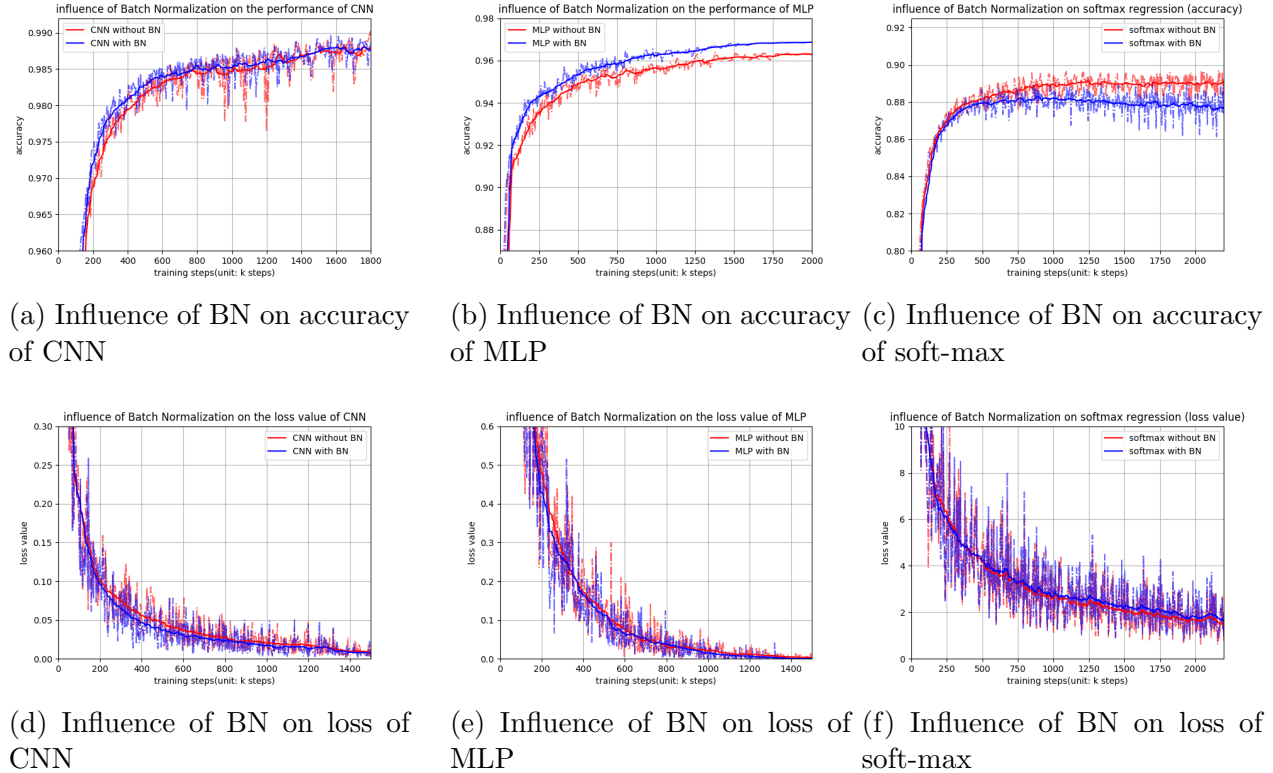 influence of Batch Normalization on the performance of CNN
CNN without BN
CNN with BN
0.990
0.985
0.980
0.975
0.970
0.965
0.960
accuracy
0 200 400 600 800 1000 1200 1400 1600 1800
training steps(unit: k steps)
(a) Influence of BN on accuracy
of CNN
influence of Batch Normalization on the performance of MLP
MLP without BN
MLP with BN
0.98
0.96
0.94
0.92
0.90
0.88
accuracy
0 250 500 750 1000 1250 1500 1750 2000
training steps(unit: k steps)
(b) Influence of BN on accuracy
of MLP
influence of Batch Normalization on softmax regression (accuracy)
softmax without BN
softmax with BN
0.92
0.90
0.88
0.86
0.84
0.82
0.80
accuracy
0 250 500 750 1000 1250 1500 1750 2000
training steps(unit: k steps)
(c) Influence of BN on accuracy
of soft-max
influence of Batch Normalization on the loss value of CNN
CNN without BN
CNN with BN
0.30
0.25
0.20
0.15
0.10
0.05
0.00
loss value
0 200 400 600 800 1000 1200 1400
training steps(unit: k steps)
(d) Influence of BN on loss of
CNN
influence of Batch Normalization on the loss value of MLP
MLP without BN
MLP with BN
0.6
0.5
0.4
0.3
0.2
0.1
0.0
loss value
0 200 400 600 800 1000 1200 1400
training steps(unit: k steps)
(e) Influence of BN on loss of
MLP
influence of Batch Normalization on softmax regression (loss value)
softmax without BN
softmax with BN
10
8
6
4
2
0
loss value
0 250 500 750 1000 1250 1500 1750 2000
training steps(unit: k steps)
(f) Influence of BN on loss of
soft-max